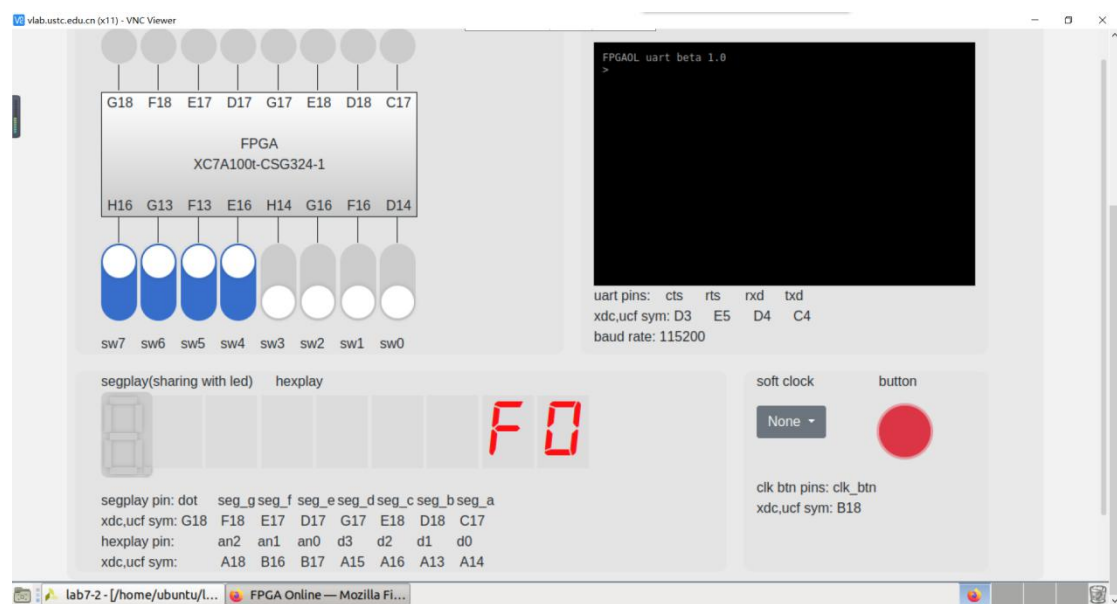 vlab.ustc.edu.cn (x11) - VNC Viewer
G18 F18 E17 D17 G17 E18 D18 C17
FPGA
XC7A100t-CSG324-1
H16 G13 F13 E16 H14 G16 F16 D14
sw7 sw6 sw5 sw4 sw3 sw2 sw1 sw0
FPGAOL uart beta 1.0
>
uart pins: cts rts rxd txd
xdc,ucf sym: D3 E5 D4 C4
baud rate: 115200
segplay(sharing with led) hexplay
F0
segplay pin: dot seg_g seg_f seg_e seg_d seg_c seg_b seg_a
xdc,ucf sym: G18 F18 E17 D17 G17 E18 D18 C17
hexplay pin: an2 an1 an0 d3 d2 d1 d0
xdc,ucf sym: A18 B16 B17 A15 A16 A13 A14
soft clock button
None
clk btn pins: clk_btn
xdc,ucf sym: B18
lab7-2 - [/home/ubuntu/l... FPGA Online — Mozilla Fi...